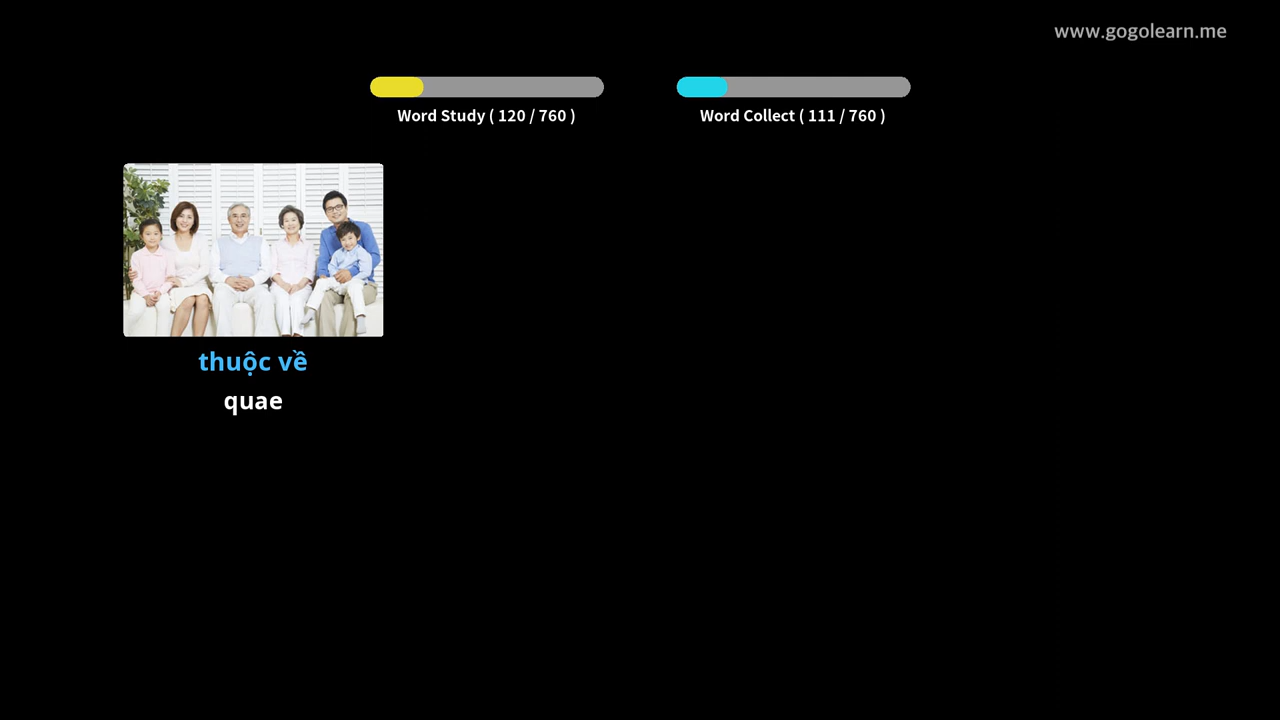 www.gogolearn.me
Word Study ( 120 / 760 )
Word Collect ( 111 / 760 )
thuộc về
quae